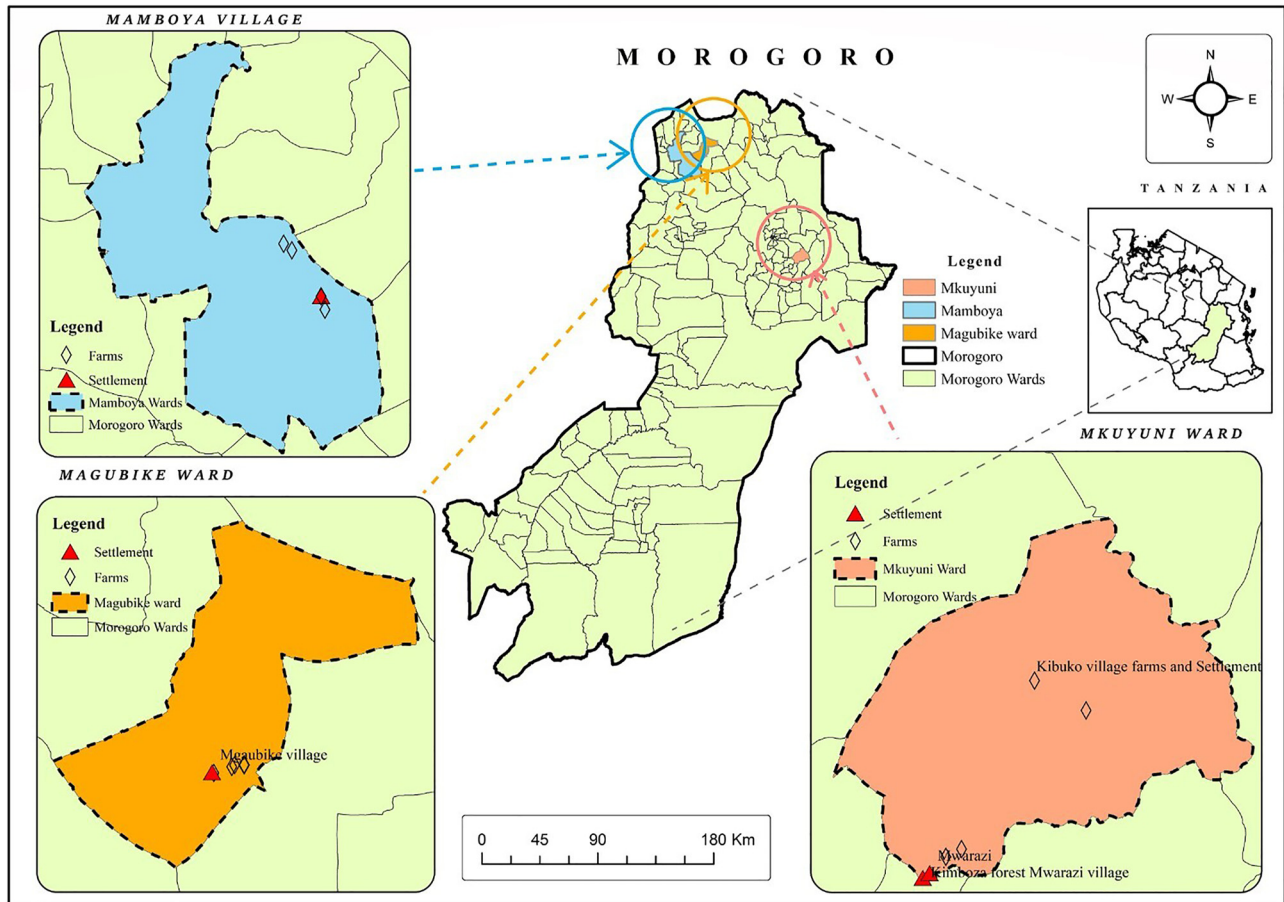 MAMBOYA VILLAGE
Legend
Farms
Settlement
Mamboya Wards
Morogoro Wards
MOROGORO
N
W
E
S
TANZANIA
Legend
Mkuyuni
Mamboya
Magubike ward
Morogoro
Morogoro Wards
MAGUBIKE WARD
Legend
Settlement
Farms
Magubike ward
Morogoro Wards
Mgaubike village
0 45 90 180 Km
MKUYUNI WARD
Legend
Settlement
Farms
Mkuyuni Ward
Morogoro Wards
Kibuko village farms and Settlement
Mwarazi
Kimboza forest Mwarazi village